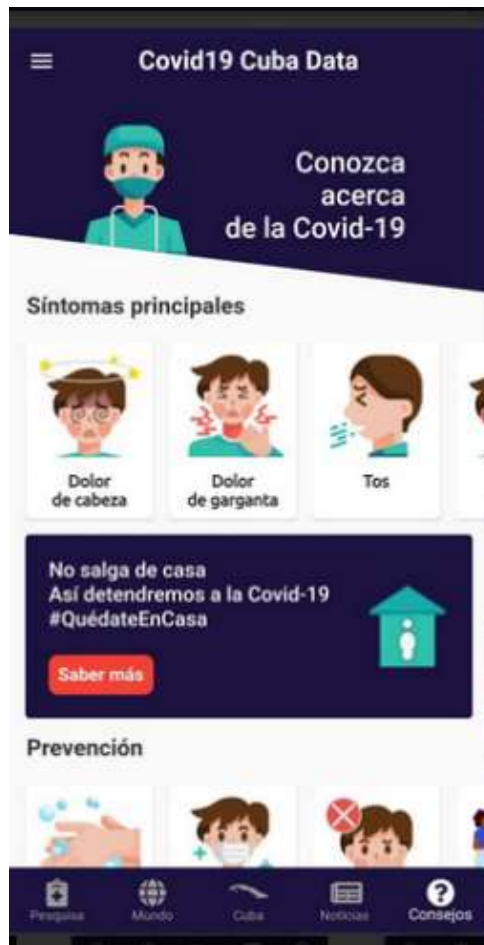 Covid19 Cuba Data
Conozca
acerca
de la Covid-19
Síntomas principales
Dolor
de cabeza
Dolor
de garganta
Tos
No salga de casa
Así detendremos a la Covid-19
#QuédateEnCasa
Saber más
Prevención
Pesquisa
Mundo
Cuba
Noticias
Consejos